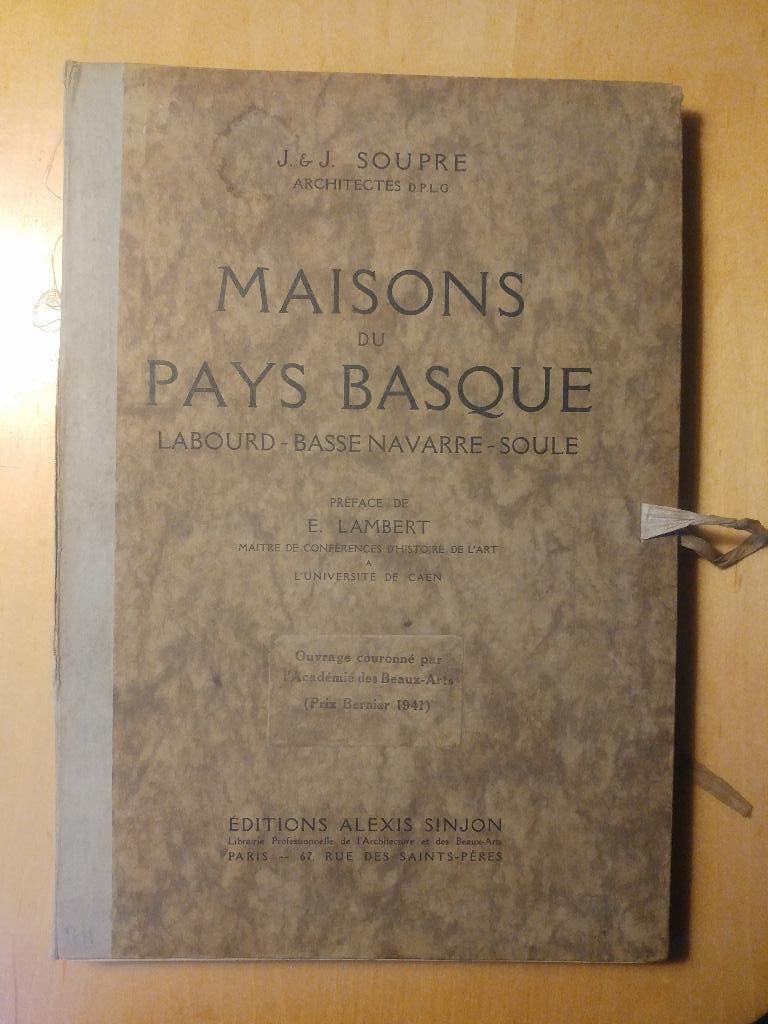 J. & J. SOUPRE
ARCHITECTES D.P.L.G
MAISONS
DU
PAYS BASQUE
LABOURD - BASSE NAVARRE - SOULE
PRÉFACE DE
E. LAMBERT
MAITRE DE CONFÉRENCES D'HISTOIRE DE L'ART
A
L'UNIVERSITÉ DE CAEN
Ouvrage couronné par
l'Académie des Beaux-Arts
(Prix Bernier 1941)
ÉDITIONS ALEXIS SINJON
Librairie Professionnelle de l'Architecture et des Beaux-Arts
PARIS -- 67, RUE DES SAINTS-PÈRES